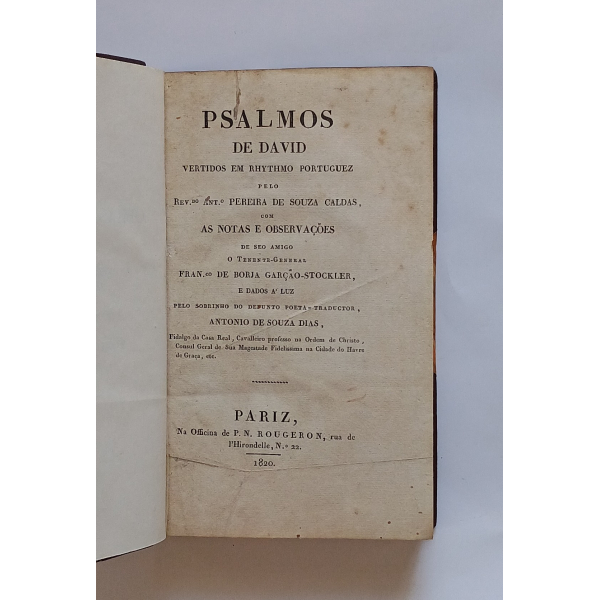 PSALMOS
DE DAVID
VERTIDOS EM RHYTHMO PORTUGUEZ
PELO
REV.DO ANT.O PEREIRA DE SOUZA CALDAS,
COM
AS NOTAS E OBSERVAÇÕES
DE SEO AMIGO
O TENENTE-GENERAL
FRAN.CO DE BORJA GARÇÃO-STOCKLER,
E DADOS A' LUZ
PELO SOBRINHO DO DEFUNTO POETA-TRADUCTOR,
ANTONIO DE SOUZA DIAS,
Fidalgo da Casa Real, Cavalleiro professo na Ordem de Christo,
Consul Geral de Sua Magestade Fidelissima na Cidade do Havre
de Graça, etc.
PARIZ,
Na Officina de P. N. ROUGERON, rua de
l'Hirondelle, N.º 22.
1820.